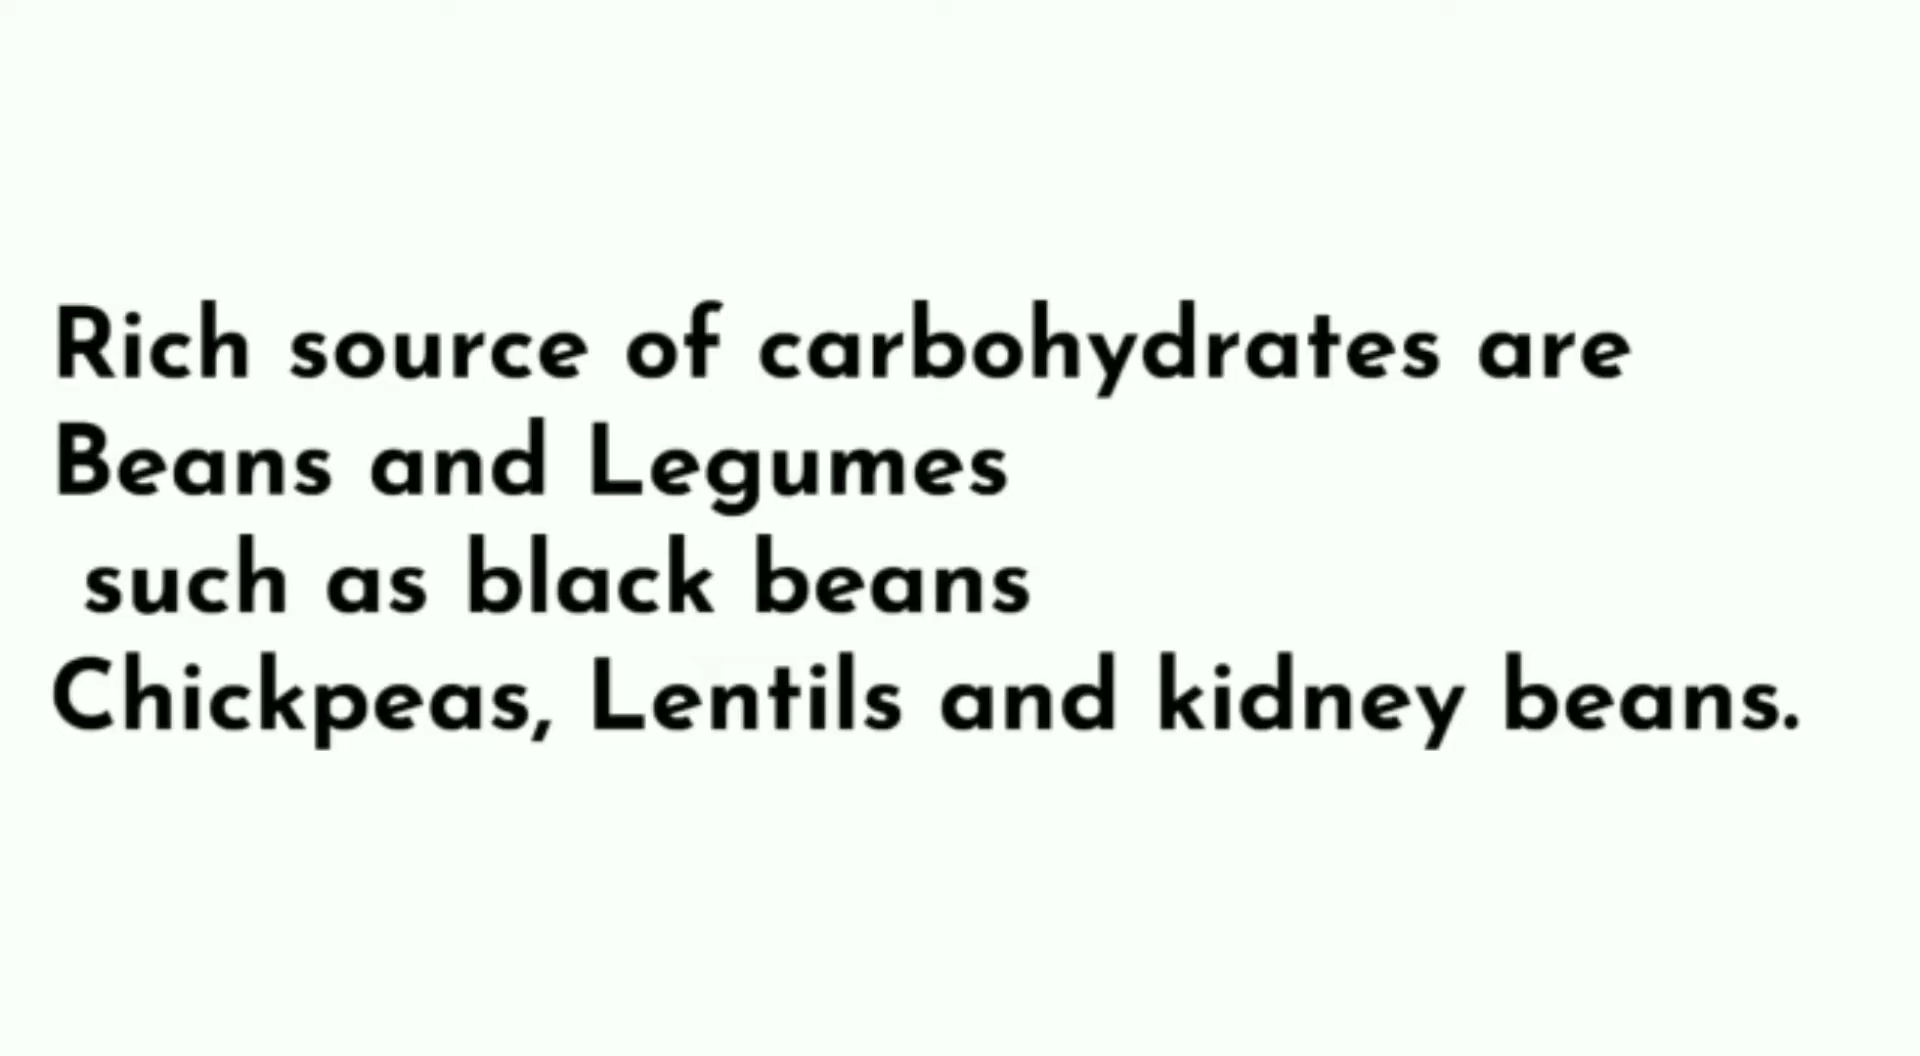 Rich source of carbohydrates are
Beans and Legumes
such as black beans
Chickpeas, Lentils and kidney beans.